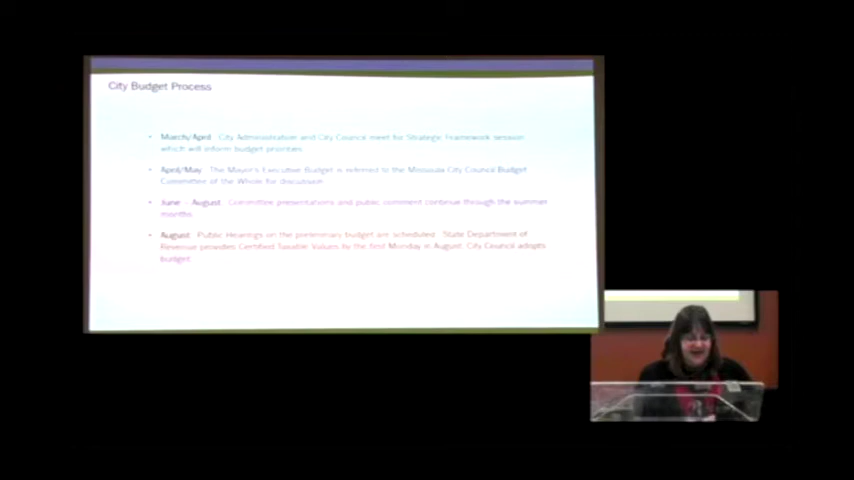 City Budget Process
• March/April: City Administration and City Council meet for Strategic Framework session
which will inform budget priorities
• April/May: The Mayor's Executive Budget is referred to the Missoula City Council Budget
Committee of the Whole for discussion
• June - August: Committee presentations and public comment continue through the summer
months
• August: Public Hearings on the preliminary budget are scheduled. State Department of
Revenue provides Certified Taxable Values by the first Monday in August; City Council adopts
budget